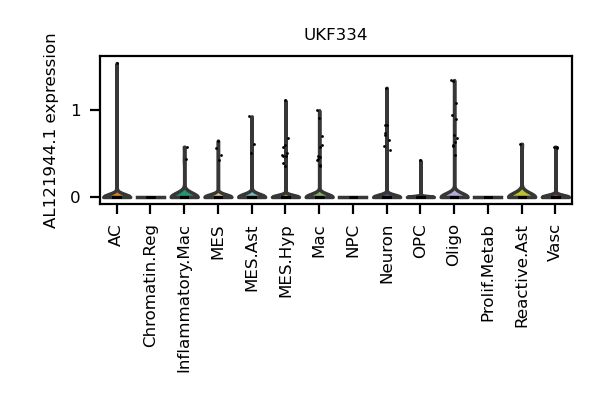 UKF334
AL121944.1 expression
1
0
AC
Chromatin.Reg
Inflammatory.Mac
MES
MES.Ast
MES.Hyp
Mac
NPC
Neuron
OPC
Oligo
Prolif.Metab
Reactive.Ast
Vasc